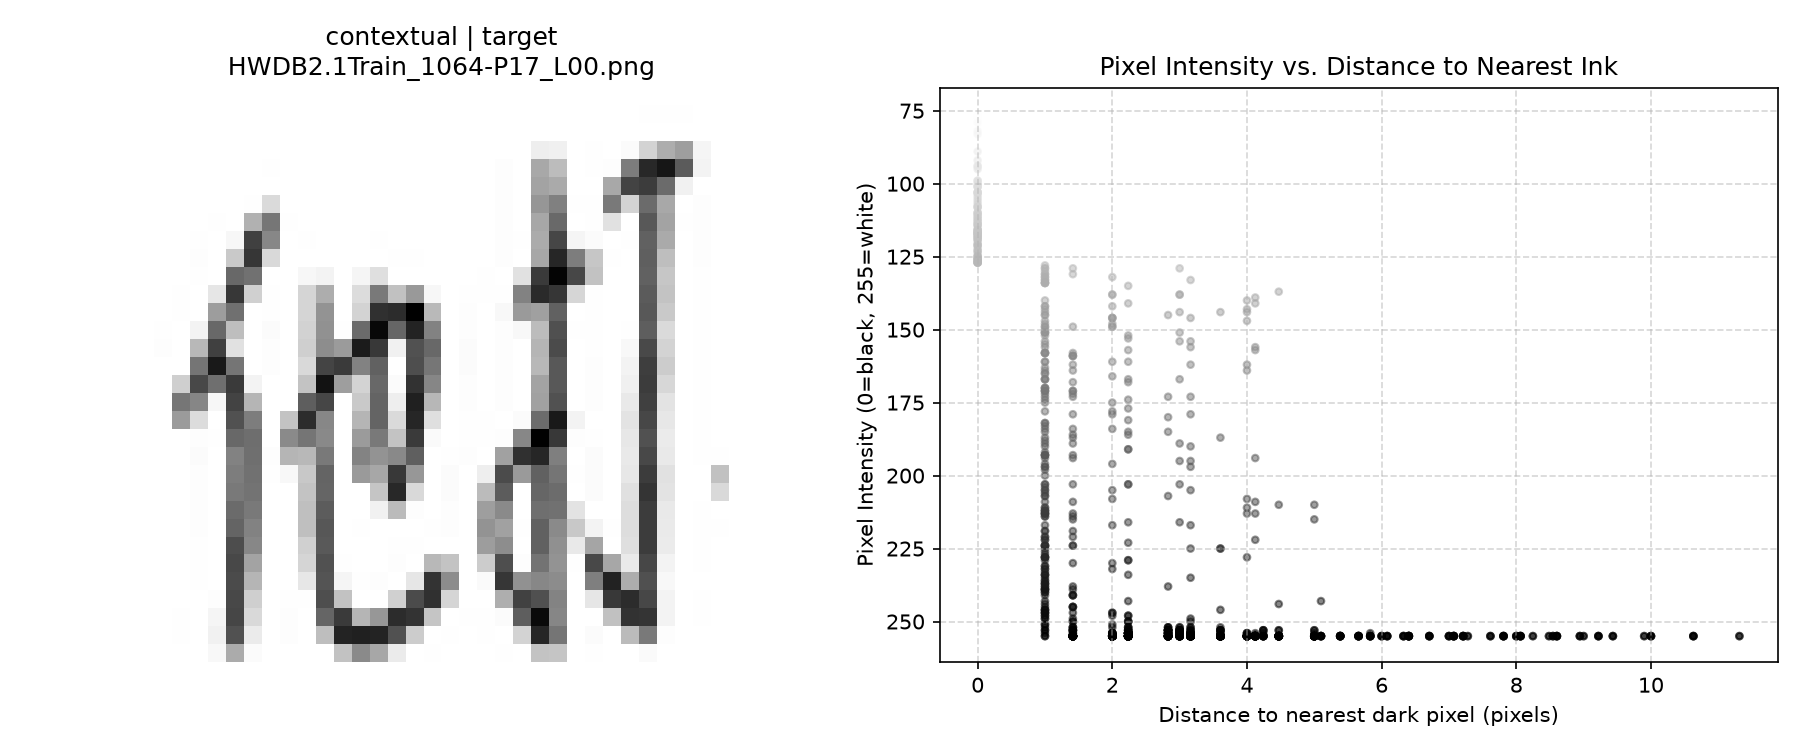 contextual | target
HWDB2.1Train_1064-P17_L00.png
他
Pixel Intensity vs. Distance to Nearest Ink
Pixel Intensity (0=black, 255=white)
75
100
125
150
175
200
225
250
0 2 4 6 8 10
Distance to nearest dark pixel (pixels)